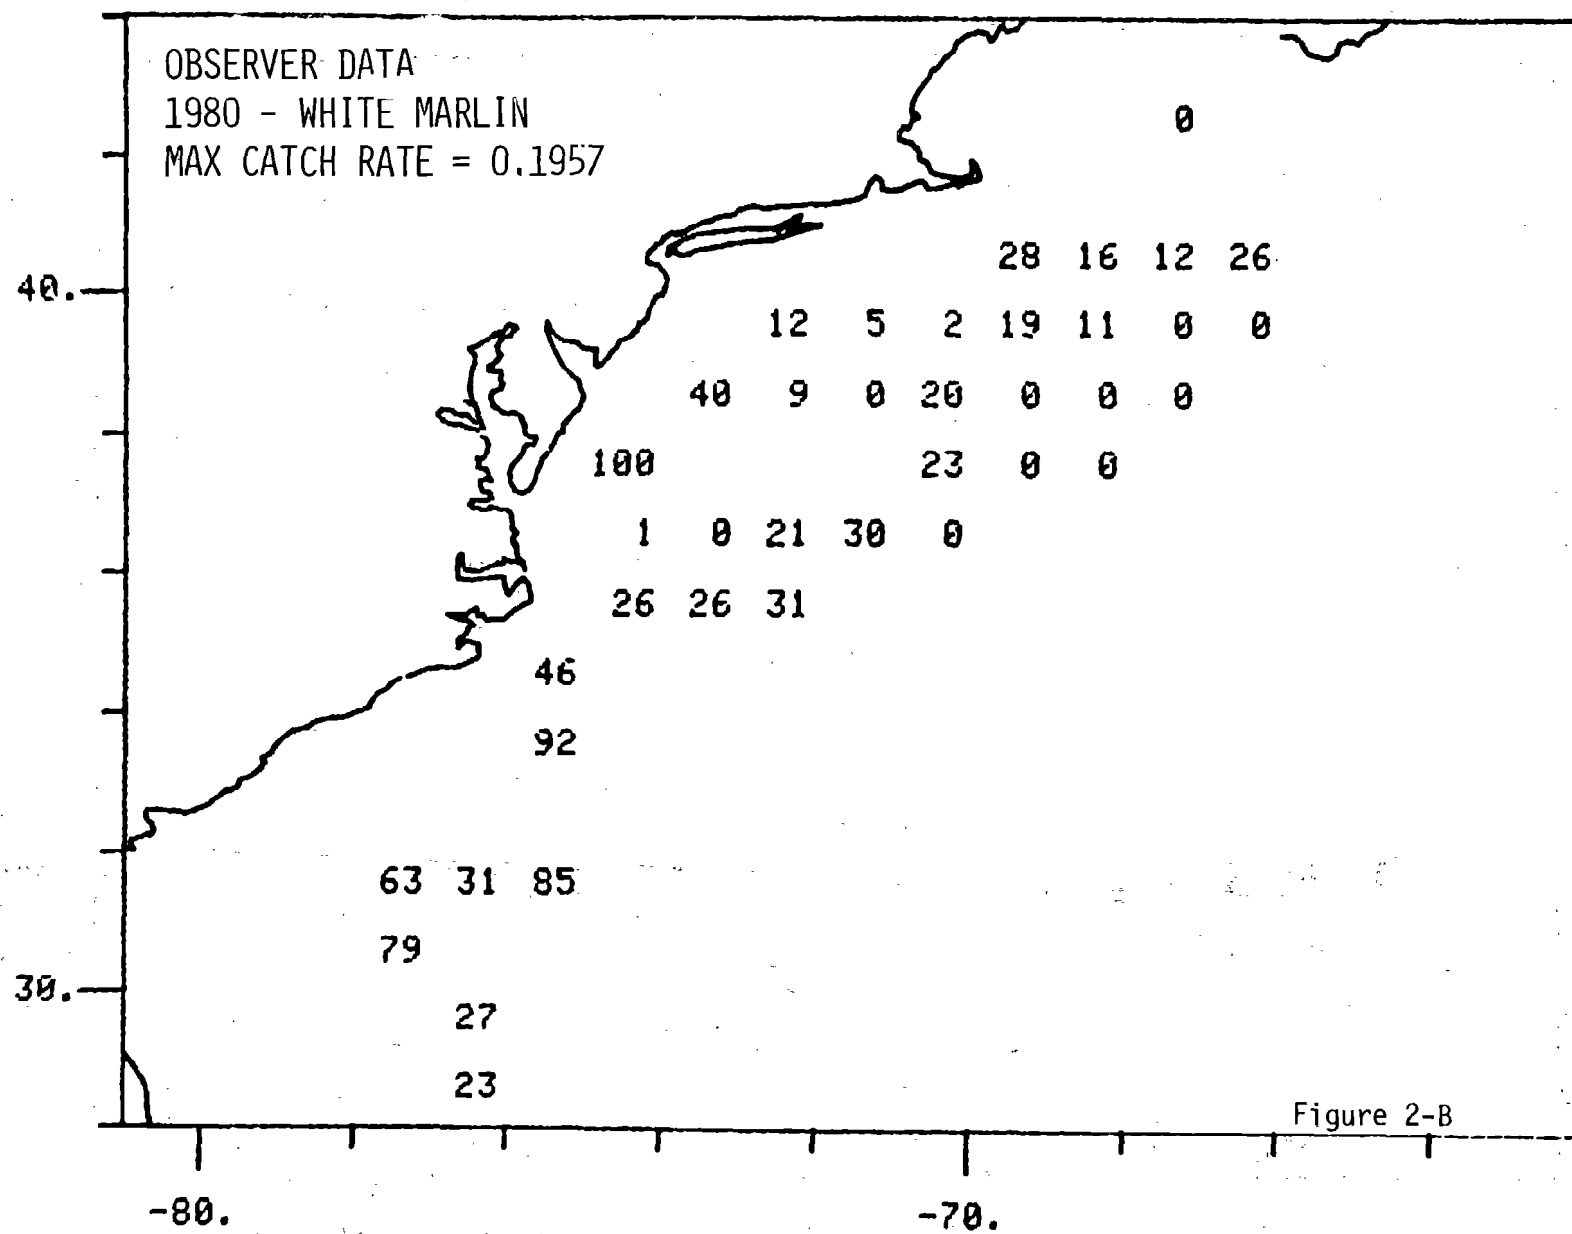 OBSERVER DATA
1980 - WHITE MARLIN
MAX CATCH RATE = 0.1957
0
28 16 12 26
40.
12 5 2 19 11 0 0
40 9 0 20 0 0 0
100 23 0 0
1 0 21 30 0
26 26 31
46
92
63 31 85
79
30.
27
23
Figure 2-B
-80. -70.